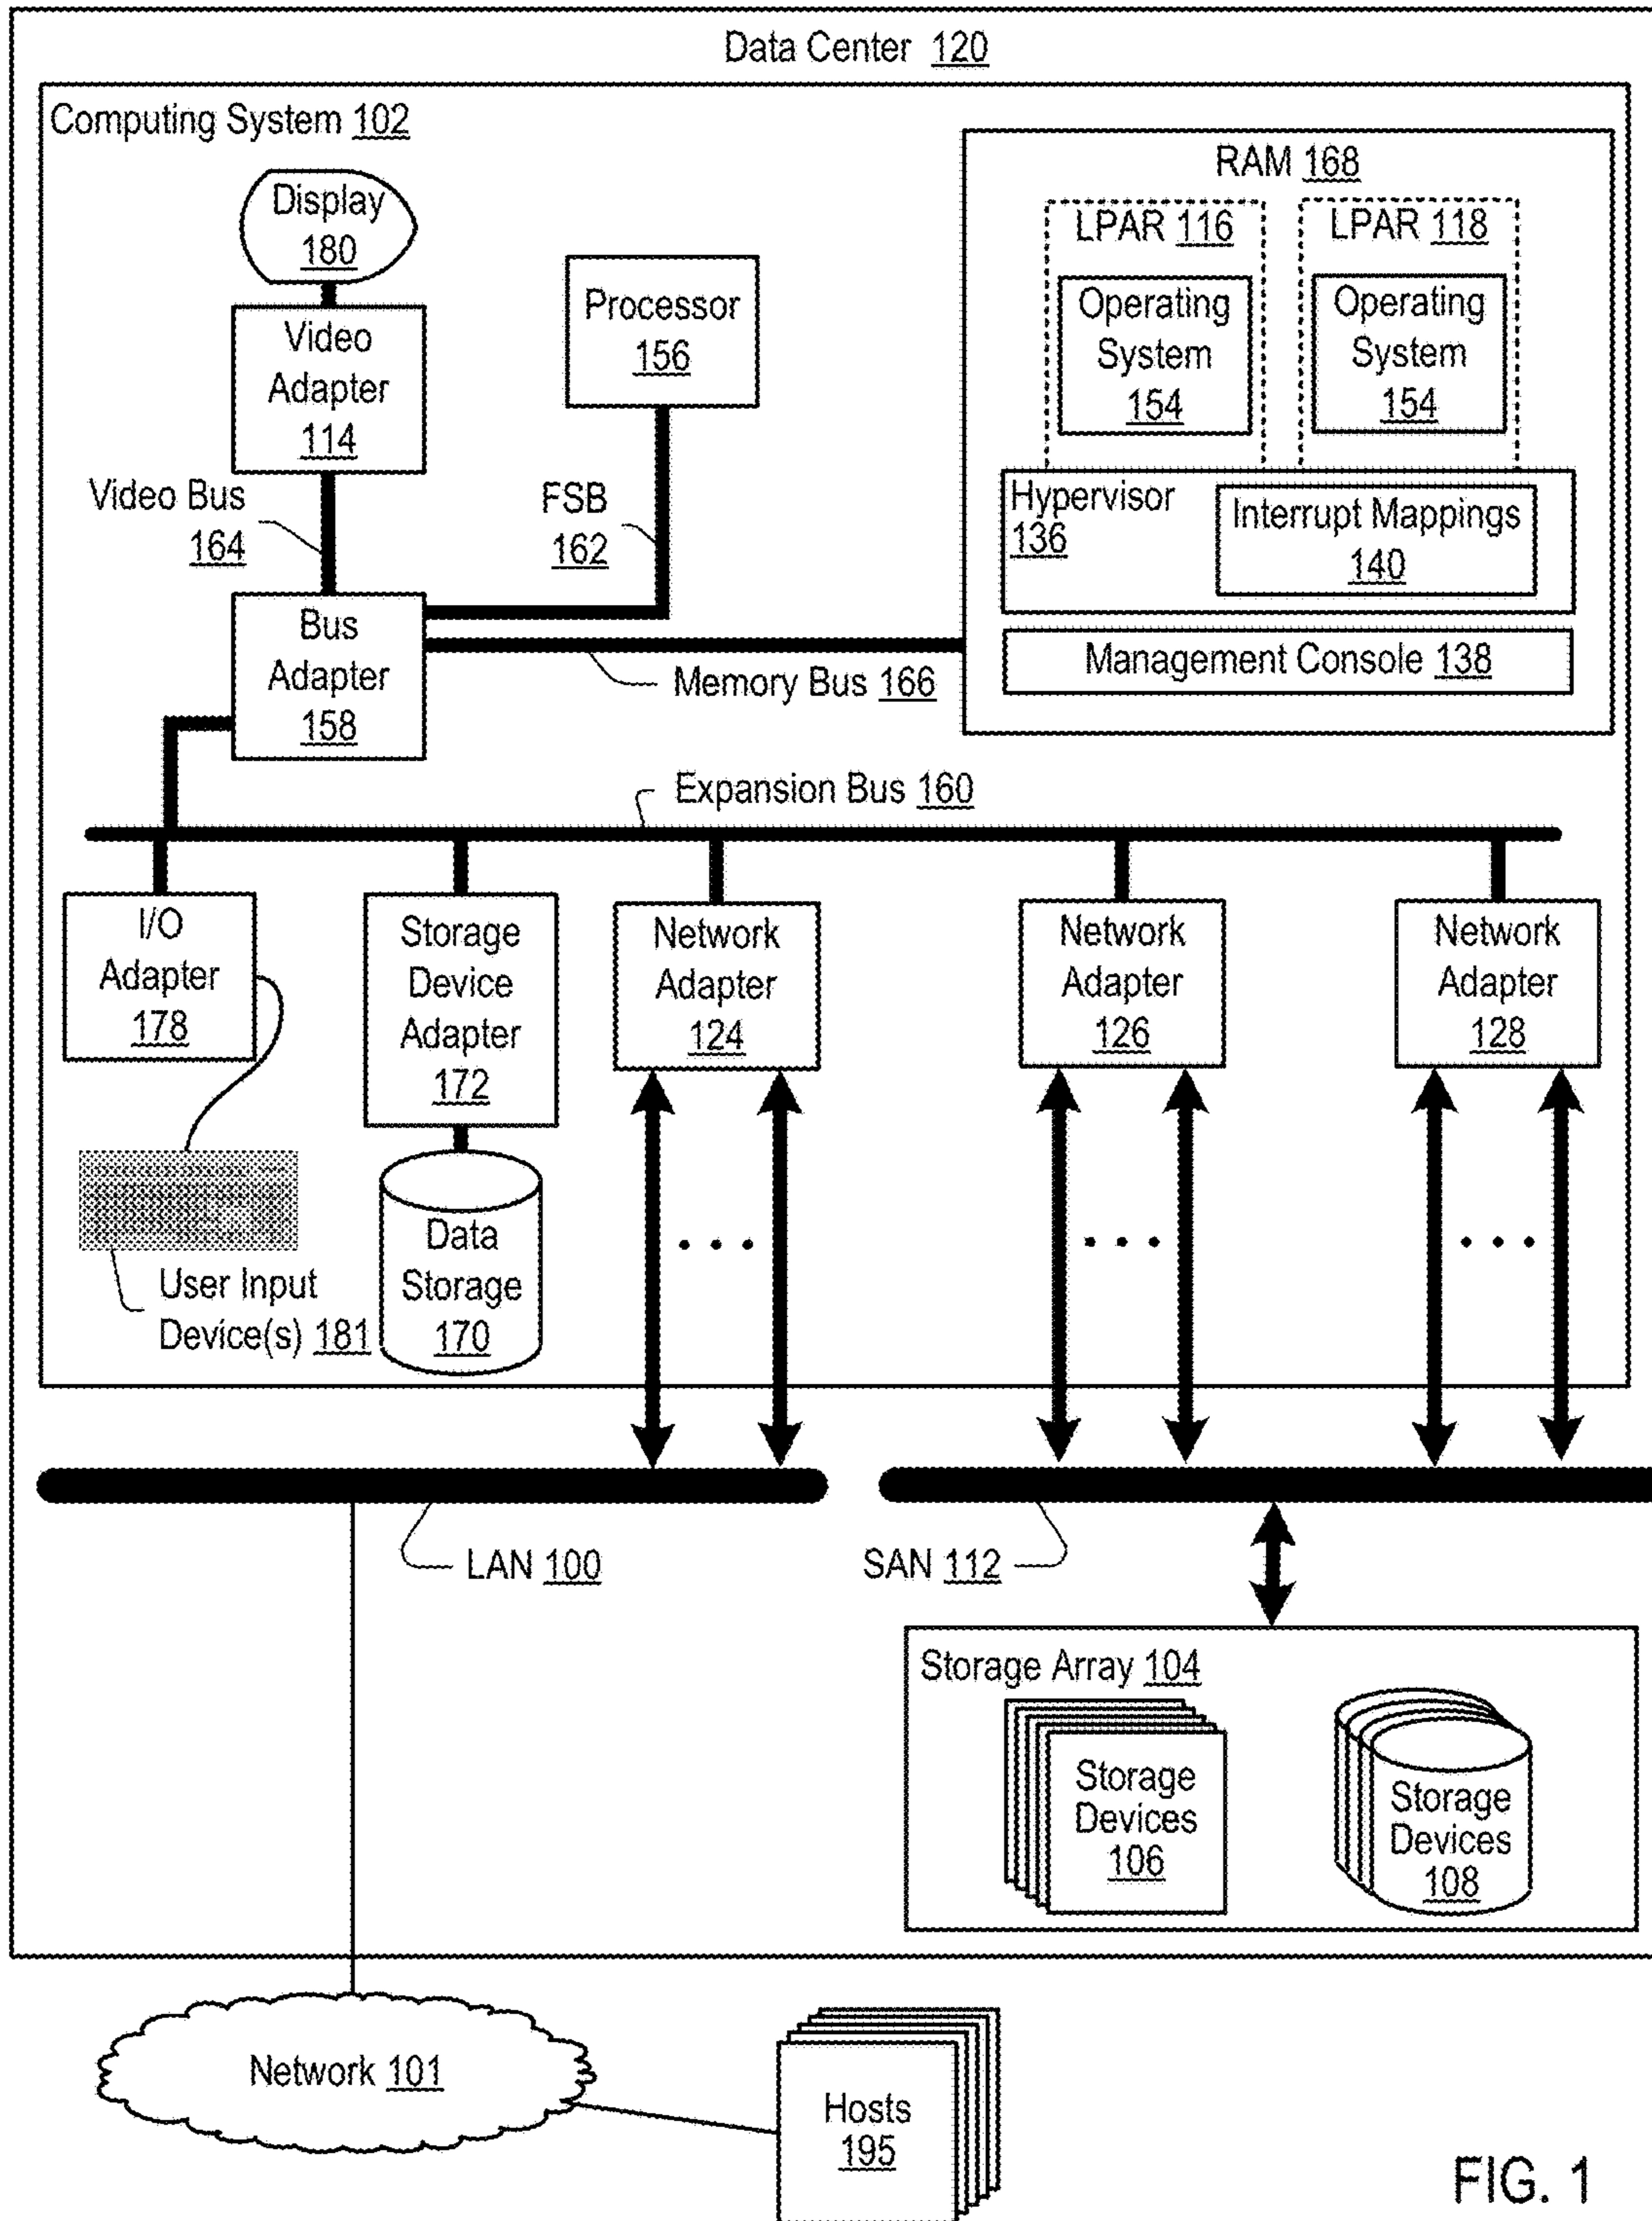 Data Center 120
Computing System 102
Display
180
Video
Adapter
114
Processor
156
RAM 168
LPAR 116
LPAR 118
Operating
System
154
Operating
System
154
Video Bus
164
FSB
162
Hypervisor
136
Interrupt Mappings
140
Bus
Adapter
158
Management Console 138
Memory Bus 166
Expansion Bus 160
I/O
Adapter
178
Storage
Device
Adapter
172
Network
Adapter
124
Network
Adapter
126
Network
Adapter
128
User Input
Device(s) 181
Data
Storage
170
LAN 100
SAN 112
Storage Array 104
Storage
Devices
106
Storage
Devices
108
Network 101
Hosts
195
FIG. 1